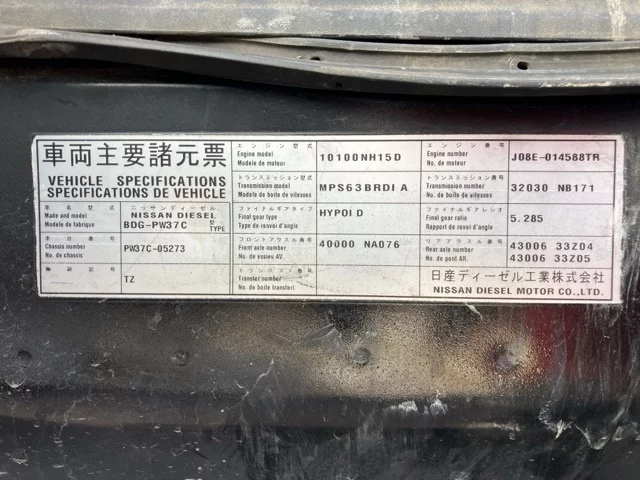 車両主要諸元票
VEHICLE SPECIFICATIONS
SPECIFICATIONS DE VEHICLE
車名
Made and model
Modele de fabrique
ニッサンディーゼル
NISSAN DIESEL
BDG-PW37C
型式
TYPE
車台番号
Chassis number
No. de chassis
PW37C-05273
TZ
エンジン型式
Engine model
Modele de moteur
10100NH15D
トランスミッション型式
Transmission model
Modele de boite de vitesses
MPS63BRDI A
ファイナルギアタイプ
Final gear type
Type de renvoi d'angle
HYPOI D
フロントアクスル番号
Front axle number
No. de essieu AV.
40000 NA076
トランスファ番号
Transfer number
No. de boite transfert
エンジン番号
Engine number
No. de moteur
J08E-014588TR
トランスミッション番号
Transmission number
No. de boite de vitesses
32030 NB171
ファイナルギアレシオ
Final gear ratio
Rapport de renvoi d'angle
5.285
リアアクスル番号
Rear axle number
No. de pont AR.
43006 33Z04
43006 33Z05
日産ディーゼル工業株式会社
NISSAN DIESEL MOTOR CO.,LTD.